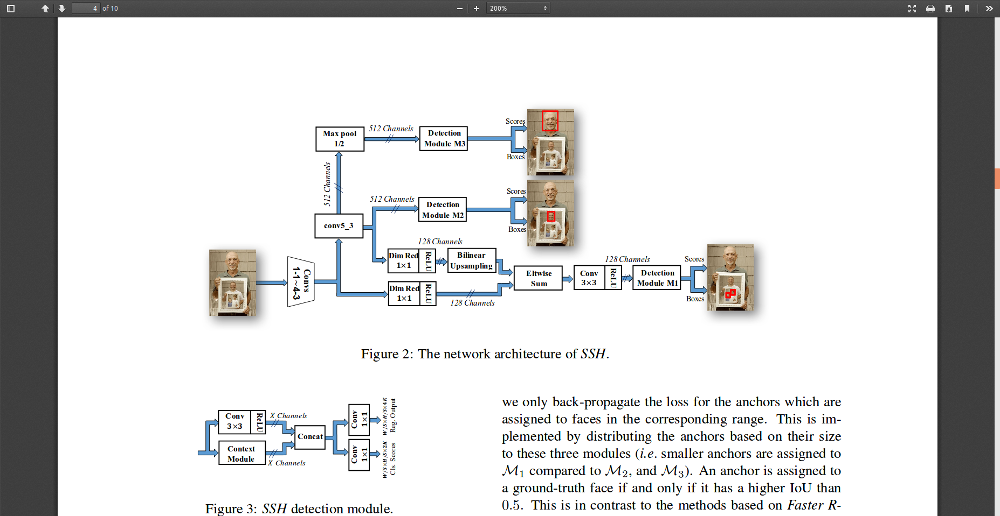 4 of 10
200%
512 Channels
Max pool
1/2
Detection
Module M3
Scores
Boxes
512 Channels
512 Channels
Detection
Module M2
Scores
Boxes
conv5_3
128 Channels
Dim Red
1×1
ReLU
Bilinear
Upsampling
Convs
1-1~4-3
Dim Red
1×1
ReLU
128 Channels
Eltwise
Sum
Conv
3×3
ReLU
128 Channels
Detection
Module M1
Scores
Boxes
Figure 2: The network architecture of SSH.
Conv
3×3
ReLU
X Channels
Context
Module
X Channels
Concat
Conv
1×1
W/S×H/S×4K
Reg. Output
Conv
1×1
W/S×H/S×2K
Cls. Scores
Figure 3: SSH detection module.
we only back-propagate the loss for the anchors which are
assigned to faces in the corresponding range. This is im-
plemented by distributing the anchors based on their size
to these three modules (i.e. smaller anchors are assigned to
M1 compared to M2, and M3). An anchor is assigned to
a ground-truth face if and only if it has a higher IoU than
0.5. This is in contrast to the methods based on Faster R-